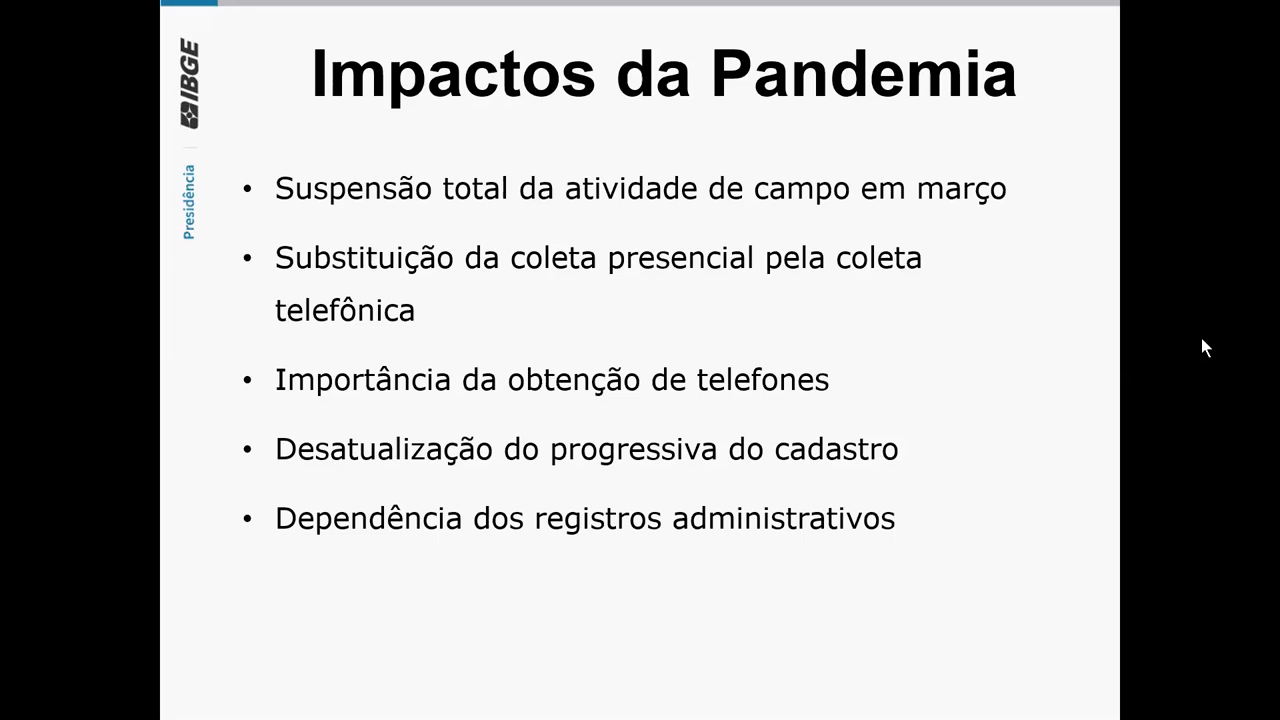 Impactos da Pandemia
IBGE
Presidência
• Suspensão total da atividade de campo em março
• Substituição da coleta presencial pela coleta
telefônica
• Importância da obtenção de telefones
• Desatualização do progressiva do cadastro
• Dependência dos registros administrativos